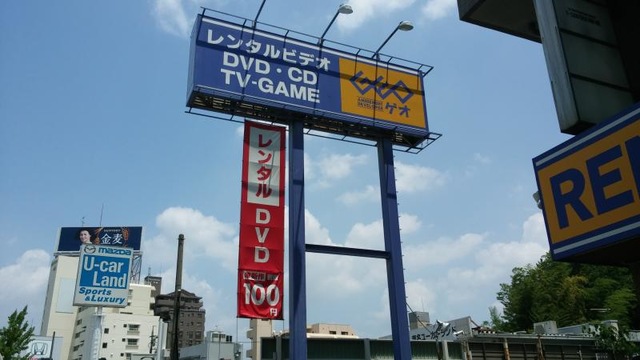 レンタルビデオ
DVD・CD
TV-GAME
GEO
ゲオ
レンタル DVD
100円
金麦
mazda
U-car
Land
Sports
& Luxury
RE